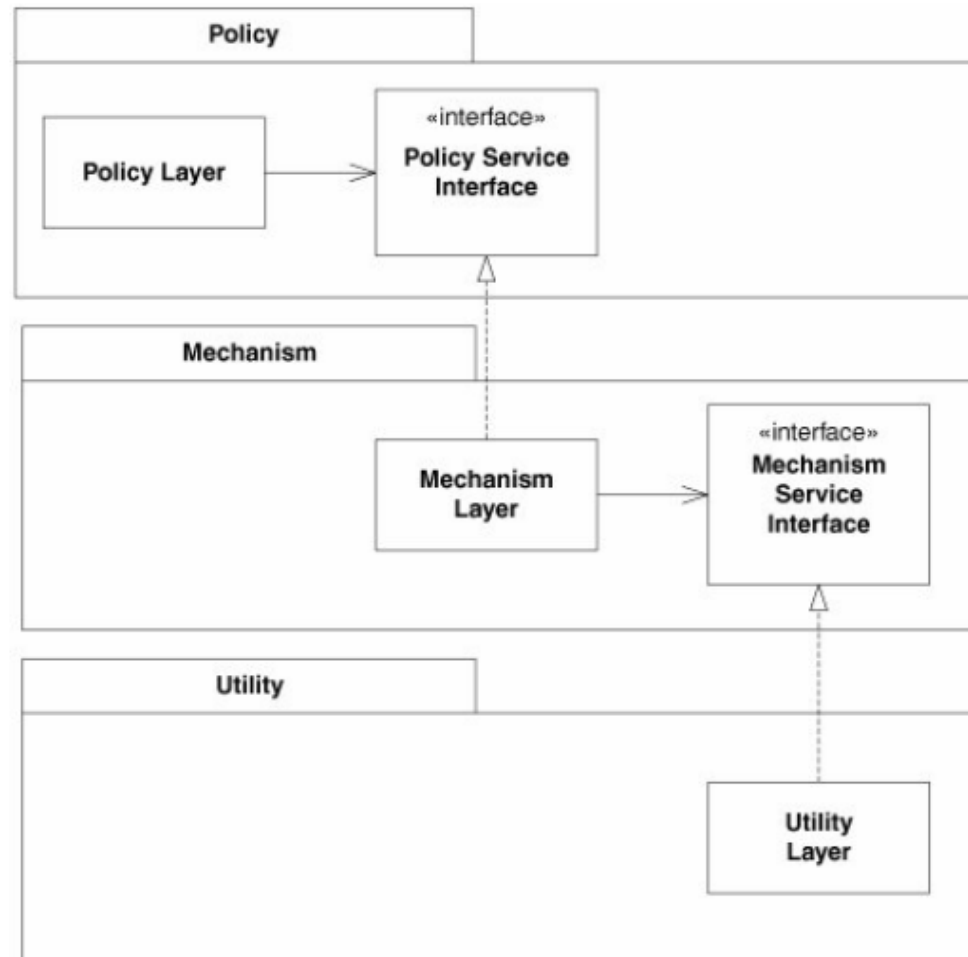 Policy
Policy Layer
«interface»
Policy Service
Interface
Mechanism
Mechanism
Layer
«interface»
Mechanism
Service
Interface
Utility
Utility
Layer